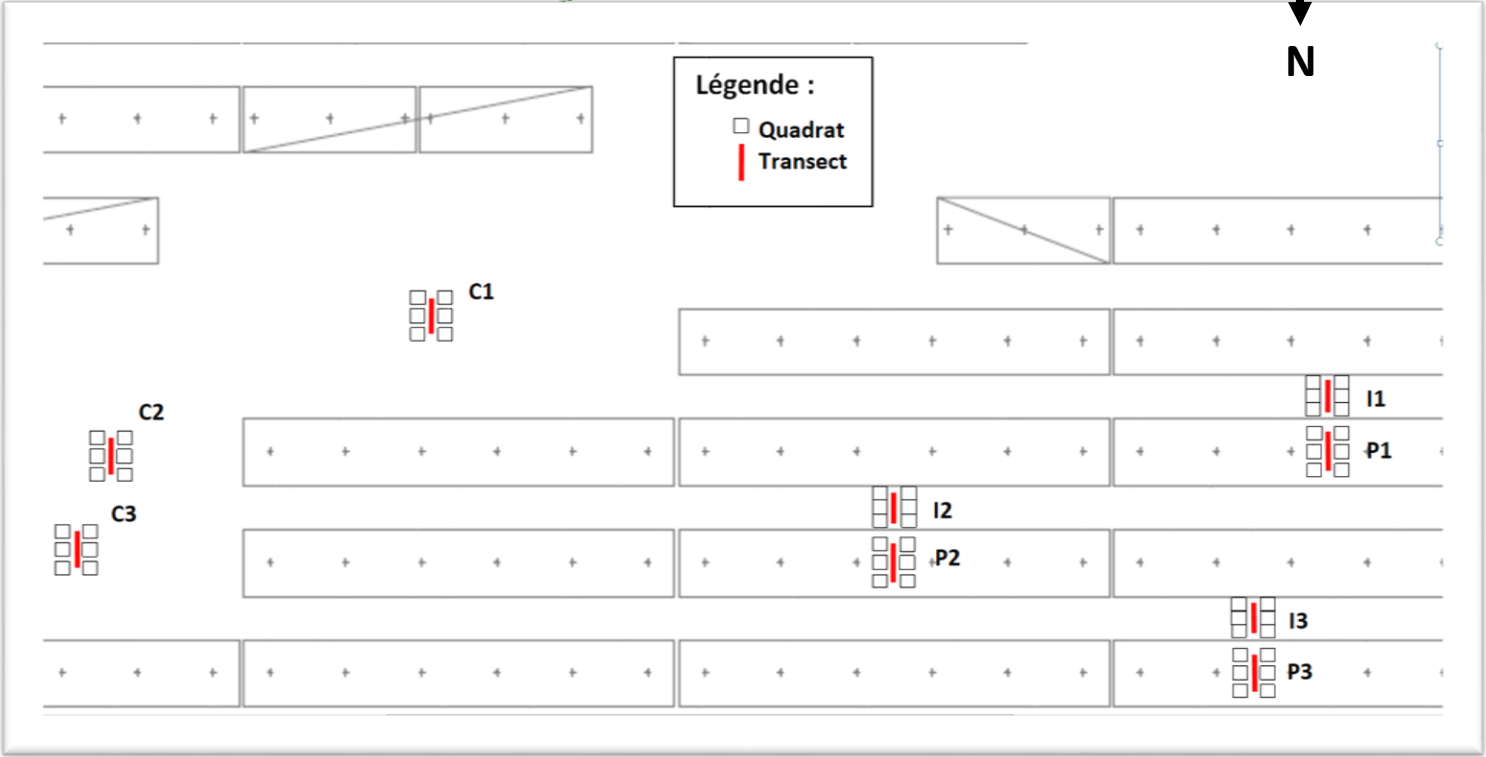 N
Légende :
Quadrat
Transect
C1
C2
I1
P1
I2
C3
P2
I3
P3